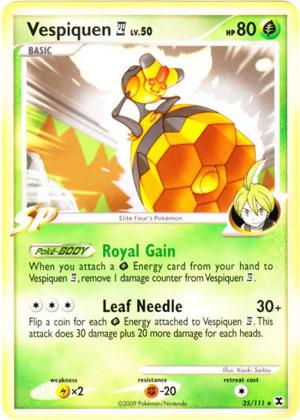 Vespiquen LV.50 HP 80
BASIC
SP
Elite Four's Pokémon
Poké-BODY Royal Gain
When you attach a Energy card from your hand to
Vespiquen, remove 1 damage counter from Vespiquen.
Leaf Needle 30+
Flip a coin for each Energy attached to Vespiquen. This
attack does 30 damage plus 20 more damage for each heads.
Illus. Kouki Saitou
weakness resistance retreat cost
×2 -20
©2009 Pokémon/Nintendo 35/111